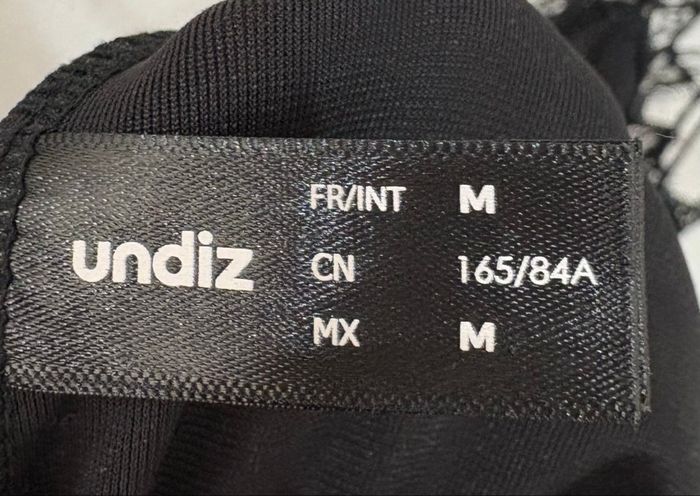 undiz
FR/INT M
CN 165/84A
MX M